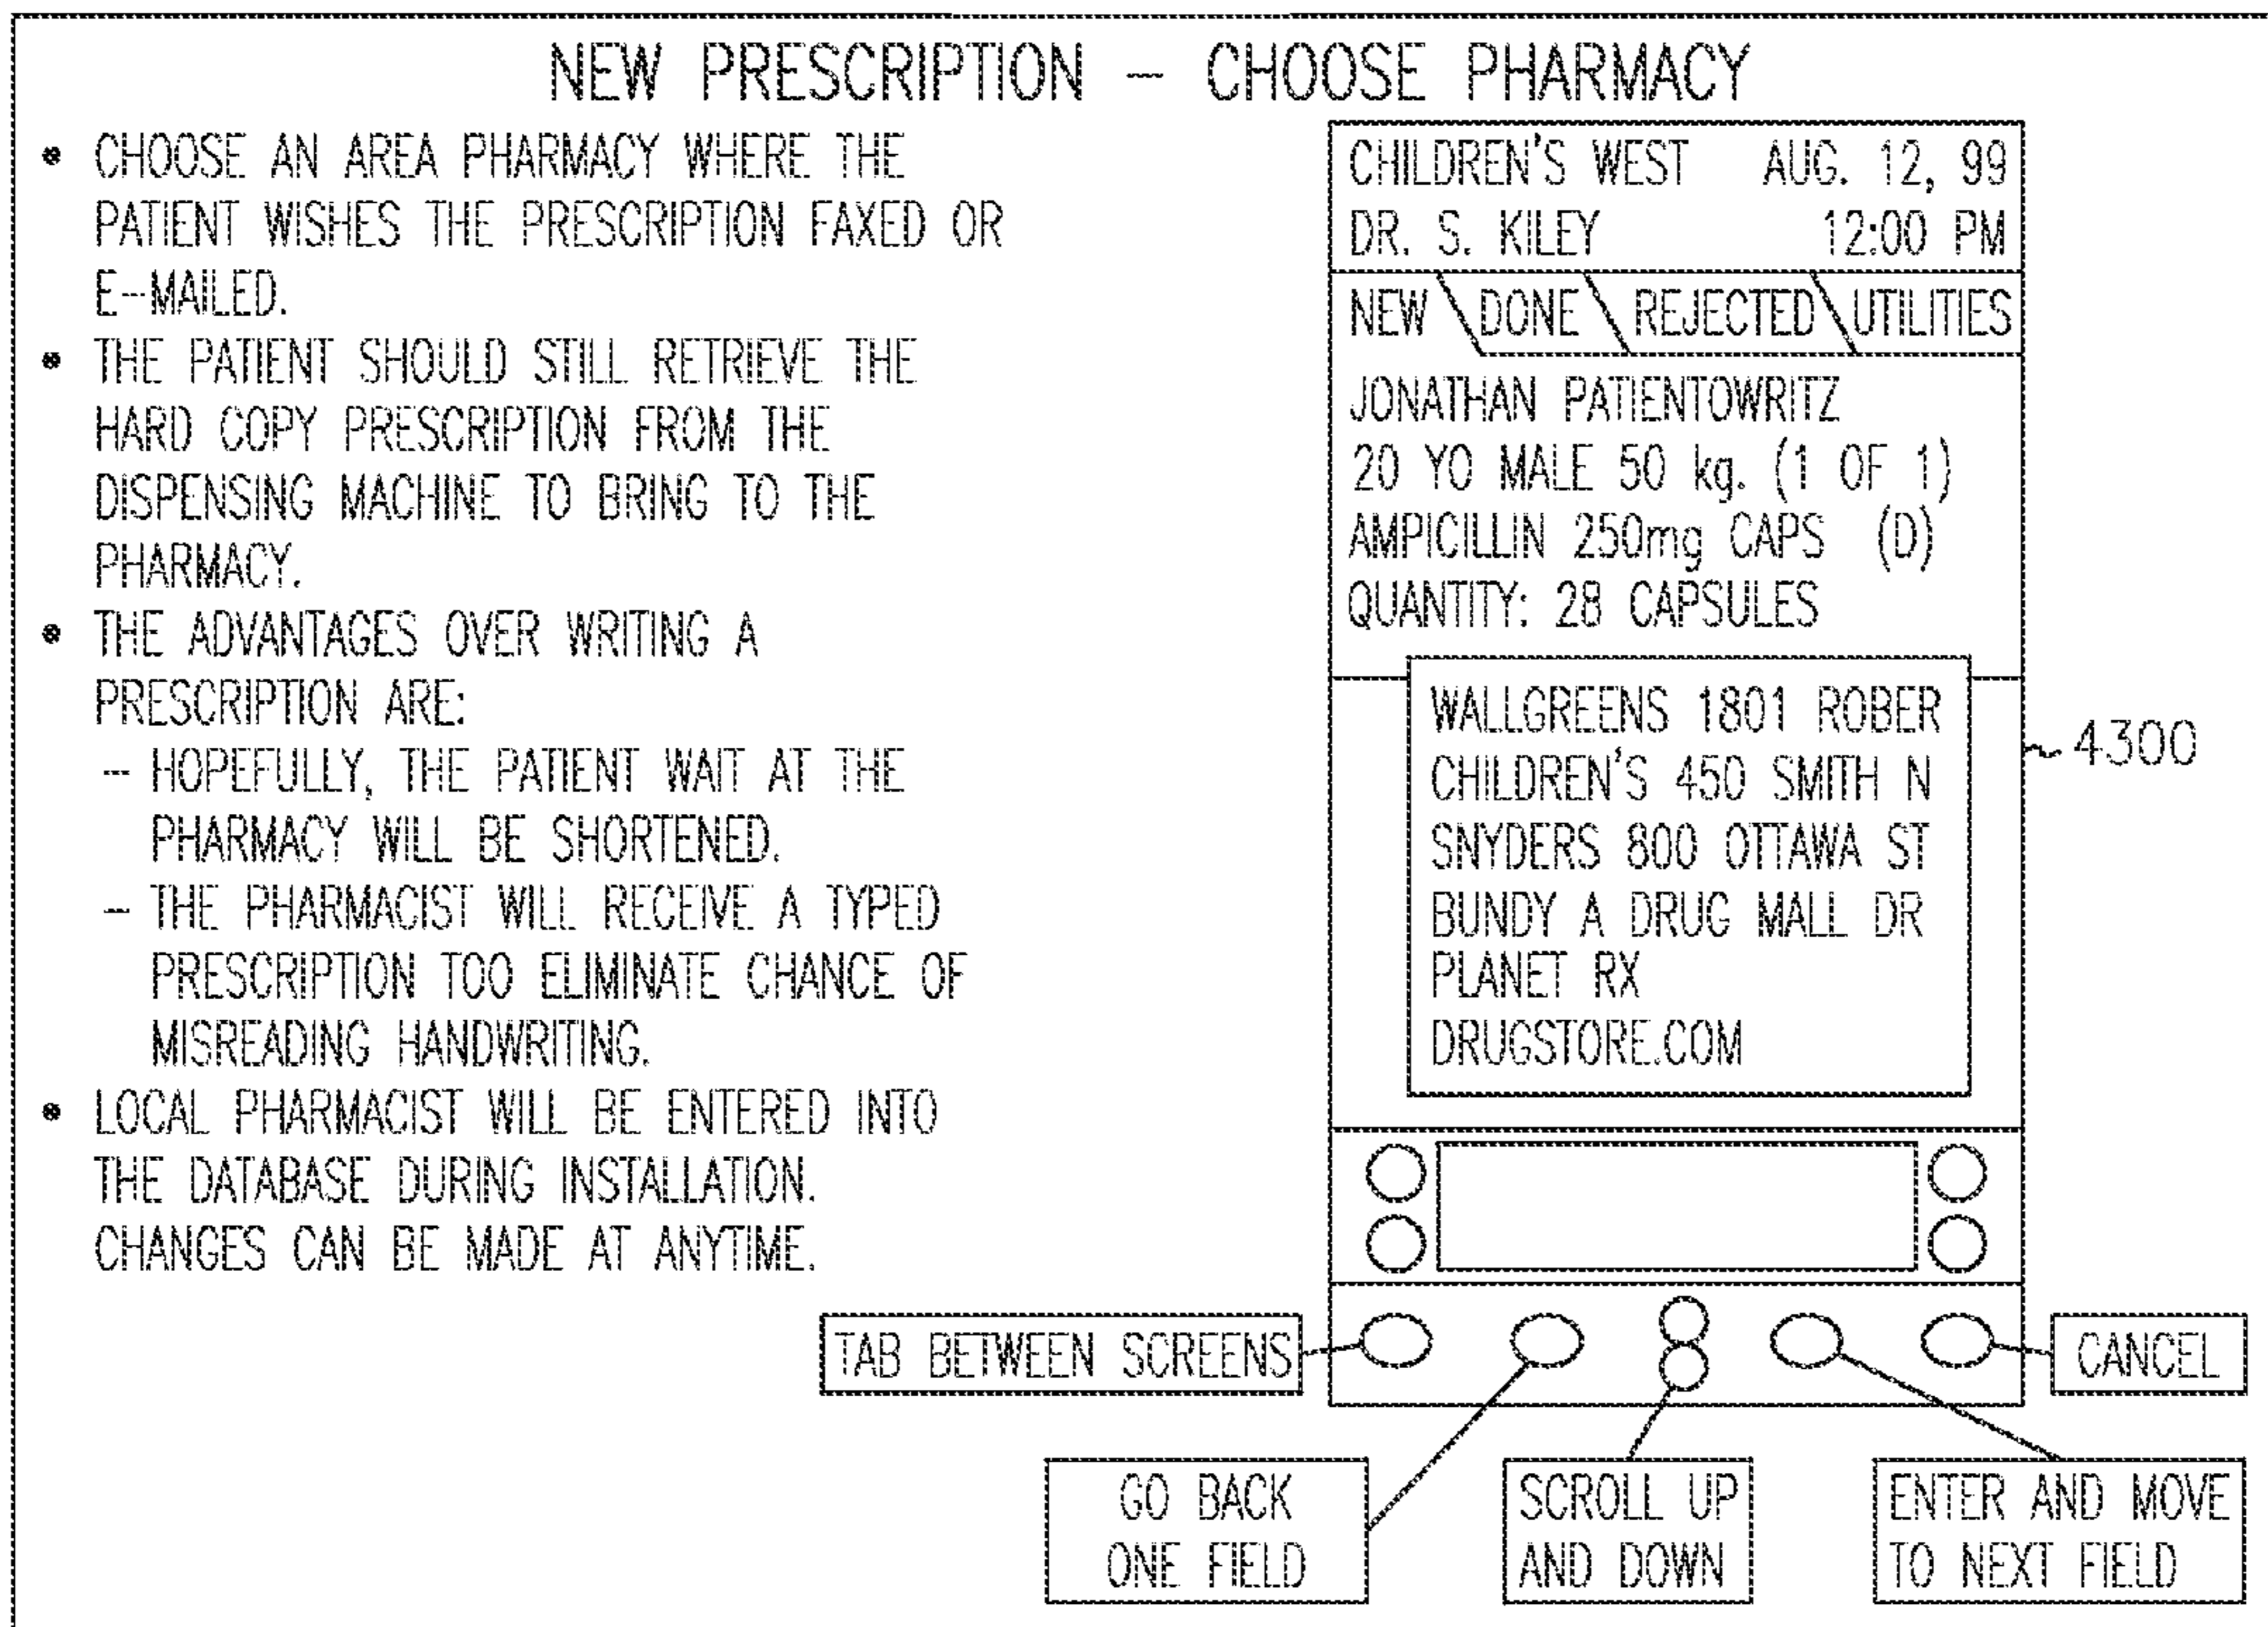 NEW PRESCRIPTION – CHOOSE PHARMACY
• CHOOSE AN AREA PHARMACY WHERE THE
PATIENT WISHES THE PRESCRIPTION FAXED OR
E–MAILED.
• THE PATIENT SHOULD STILL RETRIEVE THE
HARD COPY PRESCRIPTION FROM THE
DISPENSING MACHINE TO BRING TO THE
PHARMACY.
• THE ADVANTAGES OVER WRITING A
PRESCRIPTION ARE:
– HOPEFULLY, THE PATIENT WAIT AT THE
PHARMACY WILL BE SHORTENED.
– THE PHARMACIST WILL RECEIVE A TYPED
PRESCRIPTION TOO ELIMINATE CHANCE OF
MISREADING HANDWRITING.
• LOCAL PHARMACIST WILL BE ENTERED INTO
THE DATABASE DURING INSTALLATION.
CHANGES CAN BE MADE AT ANYTIME.
CHILDREN'S WEST AUG. 12, 99
DR. S. KILEY 12:00 PM
NEW DONE REJECTED UTILITIES
JONATHAN PATIENTOWRITZ
20 YO MALE 50 kg. (1 OF 1)
AMPICILLIN 250mg CAPS (D)
QUANTITY: 28 CAPSULES
WALLGREENS 1801 ROBER
CHILDREN'S 450 SMITH N
SNYDERS 800 OTTAWA ST
BUNDY A DRUG MALL DR
PLANET RX
DRUGSTORE.COM
4300
TAB BETWEEN SCREENS
CANCEL
GO BACK
ONE FIELD
SCROLL UP
AND DOWN
ENTER AND MOVE
TO NEXT FIELD